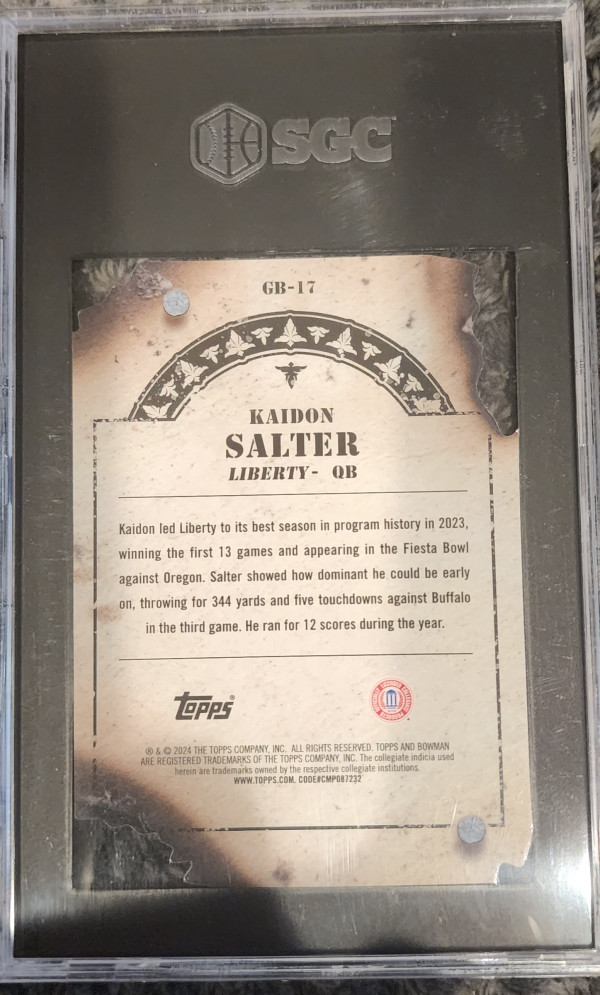 SGC
GB-17
KAIDON
SALTER
LIBERTY- QB
Kaidon led Liberty to its best season in program history in 2023,
winning the first 13 games and appearing in the Fiesta Bowl
against Oregon. Salter showed how dominant he could be early
on, throwing for 344 yards and five touchdowns against Buffalo
in the third game. He ran for 12 scores during the year.
topps®
® & © 2024 THE TOPPS COMPANY, INC. ALL RIGHTS RESERVED. TOPPS AND BOWMAN
ARE REGISTERED TRADEMARKS OF THE TOPPS COMPANY, INC. The collegiate indicia used
herein are trademarks owned by the respective collegiate institutions.
WWW.TOPPS.COM. CODE#CMP087232